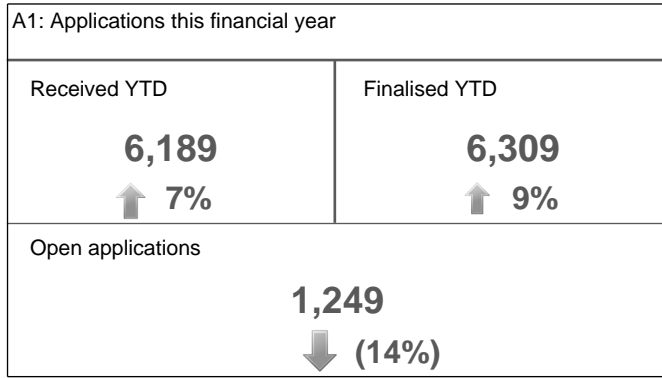 A1: Applications this financial year
Received YTD
Finalised YTD
6,189
6,309
7%
9%
Open applications
1,249
(14%)